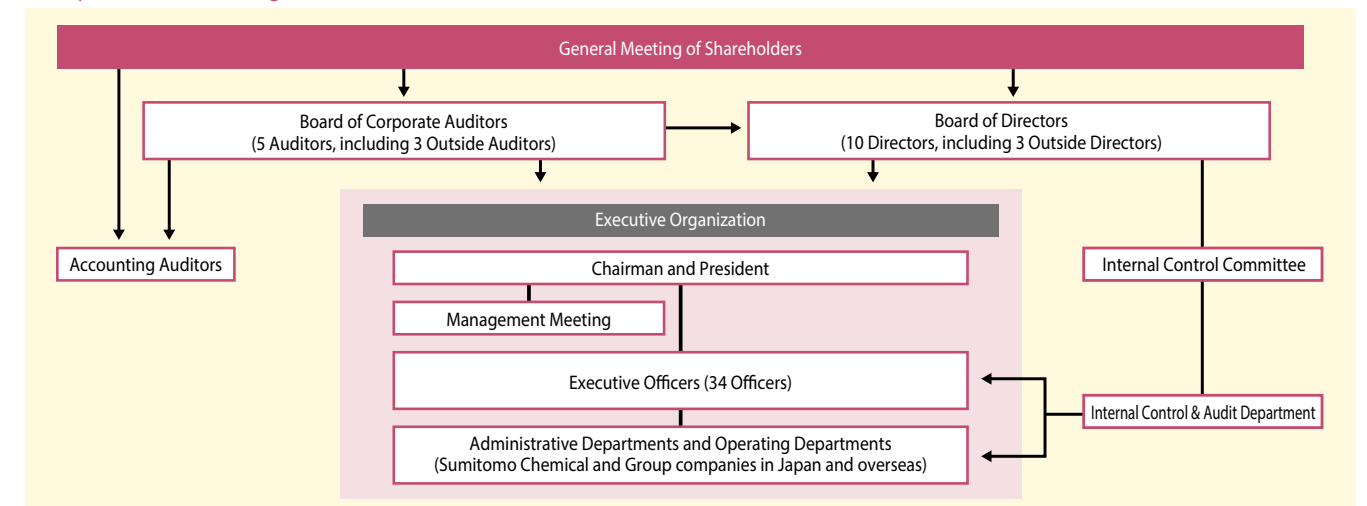 General Meeting of Shareholders
Board of Corporate Auditors
(5 Auditors, including 3 Outside Auditors)
Board of Directors
(10 Directors, including 3 Outside Directors)
Executive Organization
Accounting Auditors
Chairman and President
Internal Control Committee
Management Meeting
Executive Officers (34 Officers)
Internal Control & Audit Department
Administrative Departments and Operating Departments
(Sumitomo Chemical and Group companies in Japan and overseas)